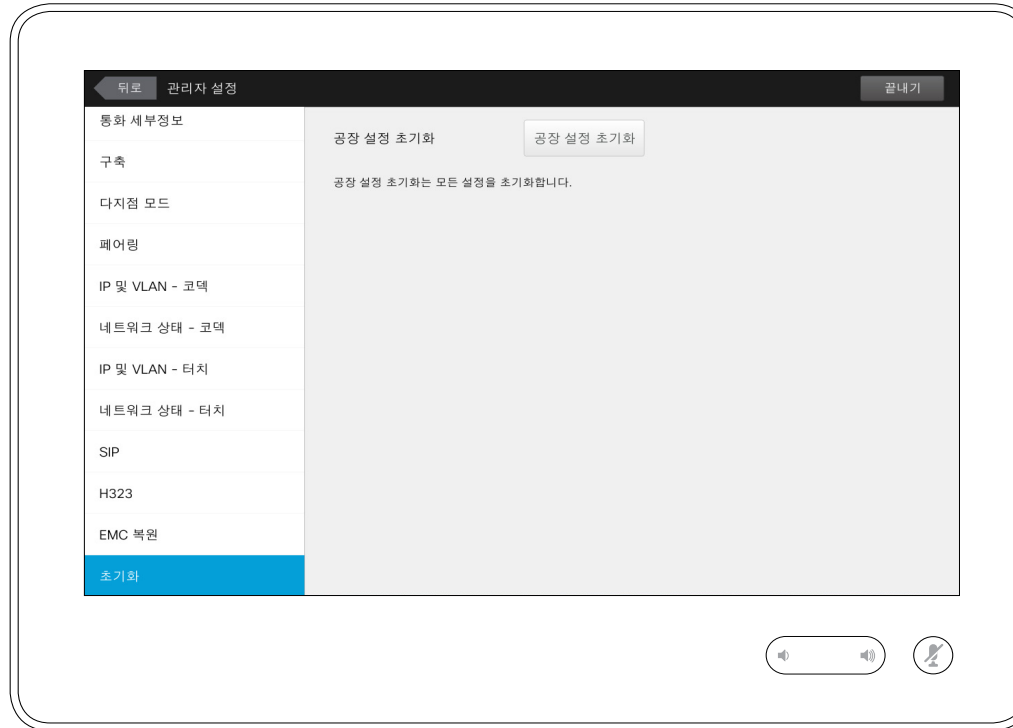 뒤로 관리자 설정 끝내기
통화 세부정보
구축
다지점 모드
페어링
IP 및 VLAN - 코덱
네트워크 상태 - 코덱
IP 및 VLAN - 터치
네트워크 상태 - 터치
SIP
H323
EMC 복원
초기화
공장 설정 초기화 공장 설정 초기화
공장 설정 초기화는 모든 설정을 초기화합니다.